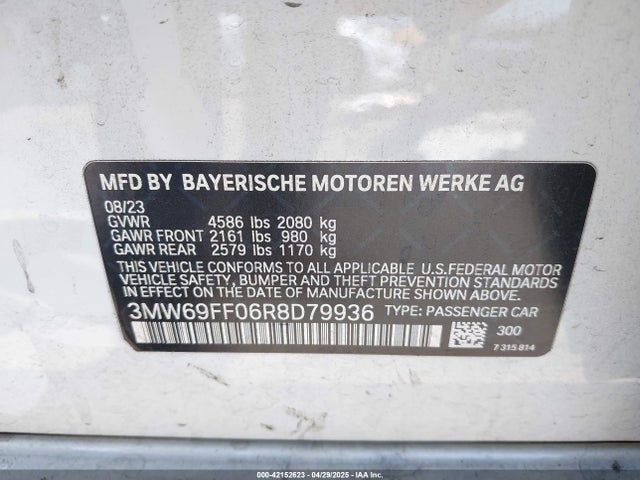 MFD BY BAYERISCHE MOTOREN WERKE AG
08/23
GVWR 4586 lbs 2080 kg
GAWR FRONT 2161 lbs 980 kg
GAWR REAR 2579 lbs 1170 kg
THIS VEHICLE CONFORMS TO ALL APPLICABLE U.S.FEDERAL MOTOR
VEHICLE SAFETY, BUMPER AND THEFT PREVENTION STANDARDS
IN EFFECT ON THE DATE OF MANUFACTURE SHOWN ABOVE.
3MW69FF06R8D79936 TYPE: PASSENGER CAR
300
7 315 814
000-42152623 | 04/29/2025 | IAA Inc.